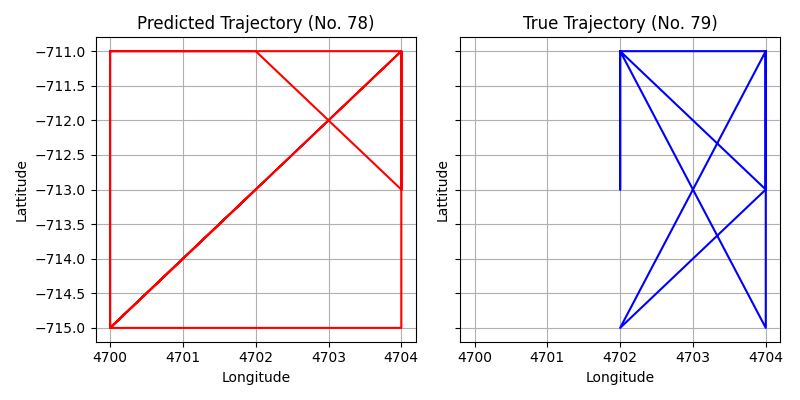 Predicted Trajectory (No. 78)
True Trajectory (No. 79)
Lattitude
−711.0
−711.5
−712.0
−712.5
−713.0
−713.5
−714.0
−714.5
−715.0
4700 4701 4702 4703 4704
Longitude
Lattitude
4700 4701 4702 4703 4704
Longitude